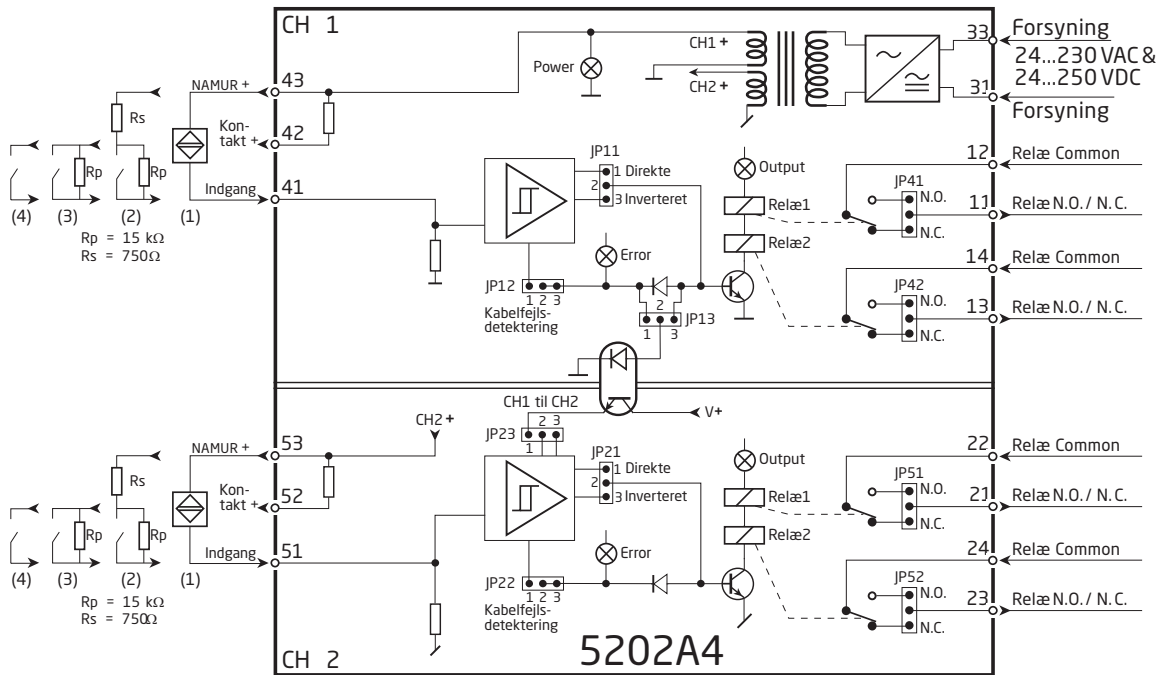 CH 1
33
Forsyning
24...230 VAC &
24...250 VDC
31
Forsyning
CH1 +
CH2 +
Power
NAMUR +
43
Rs
Kon-
takt +
42
Rp
Rp
Indgang
41
(4)
(3)
(2)
(1)
Rp = 15 kΩ
Rs = 750Ω
JP11
1 Direkte
2
3 Inverteret
Output
Relæ1
Relæ2
Error
JP12
1 2 3
Kabelfejls-
detektering
2
1 3
JP13
12
Relæ Common
JP41
N.O.
11
Relæ N.O. / N.C.
N.C.
14
Relæ Common
JP42
N.O.
13
Relæ N.O. / N.C.
N.C.
CH1 til CH2
V+
CH2 +
JP23
2 3
1
NAMUR +
53
Rs
Kon-
takt +
52
Rp
Rp
Indgang
51
(4)
(3)
(2)
(1)
Rp = 15 kΩ
Rs = 750Ω
JP21
1 Direkte
2
3 Inverteret
Output
Relæ1
Relæ2
Error
JP22
1 2 3
Kabelfejls-
detektering
22
Relæ Common
JP51
N.O.
21
Relæ N.O. / N.C.
N.C.
24
Relæ Common
JP52
N.O.
23
Relæ N.O. / N.C.
N.C.
CH 2
5202A4